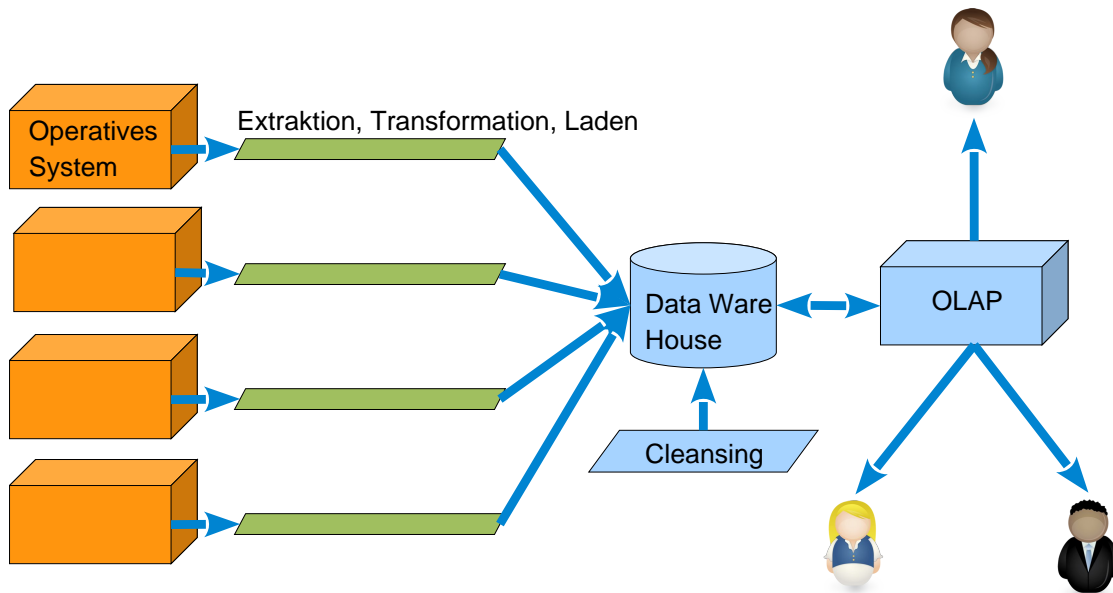 Operatives
System
Extraktion, Transformation, Laden
Data Ware
House
OLAP
Cleansing